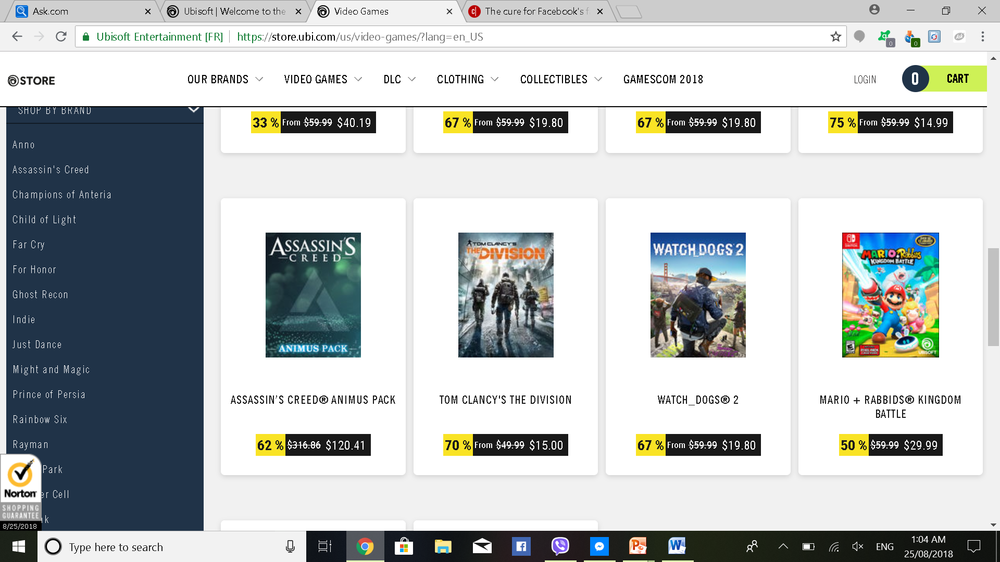 Ask.com
Ubisoft | Welcome to the
Video Games
The cure for Facebook's f
Ubisoft Entertainment [FR]
https://store.ubi.com/us/video-games/?lang=en_US
0
0
Ask
STORE
OUR BRANDS
VIDEO GAMES
DLC
CLOTHING
COLLECTIBLES
GAMESCOM 2018
LOGIN
0
CART
SHOP BY BRAND
Anno
Assassin's Creed
Champions of Anteria
Child of Light
Far Cry
For Honor
Ghost Recon
Indie
Just Dance
Might and Magic
Prince of Persia
Rainbow Six
Rayman
Park
er Cell
k
Norton
SHOPPING
GUARANTEE
8/25/2018
33 % From $59.99 $40.19
67 % From $59.99 $19.80
67 % From $59.99 $19.80
75 % From $59.99 $14.99
ASSASSIN'S
CREED
ANIMUS PACK
ASSASSIN’S CREED® ANIMUS PACK
62 % $316.86 $120.41
TOM CLANCY'S
THE DIVISION
TOM CLANCY'S THE DIVISION
70 % From $49.99 $15.00
WATCH_DOGS 2
WATCH_DOGS® 2
67 % From $59.99 $19.80
MARIO + Rabbids
KINGDOM BATTLE
UBISOFT
MARIO + RABBIDS® KINGDOM
BATTLE
50 % $59.99 $29.99
Type here to search
ENG
1:04 AM
25/08/2018